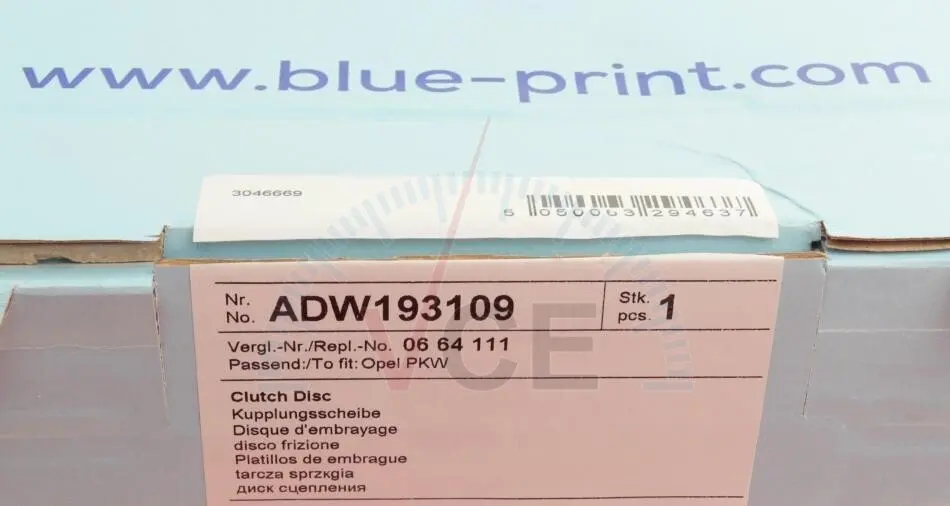 www.blue-print.com
3046669
5 050063 294637
Nr.
No. ADW193109
Stk.
pcs. 1
Vergl.-Nr./Repl.-No. 06 64 111
Passend:/To fit: Opel PKW
VCE
Clutch Disc
Kupplungsscheibe
Disque d'embrayage
disco frizione
Platillos de embrague
tarcza sprzkgia
диск сцепления